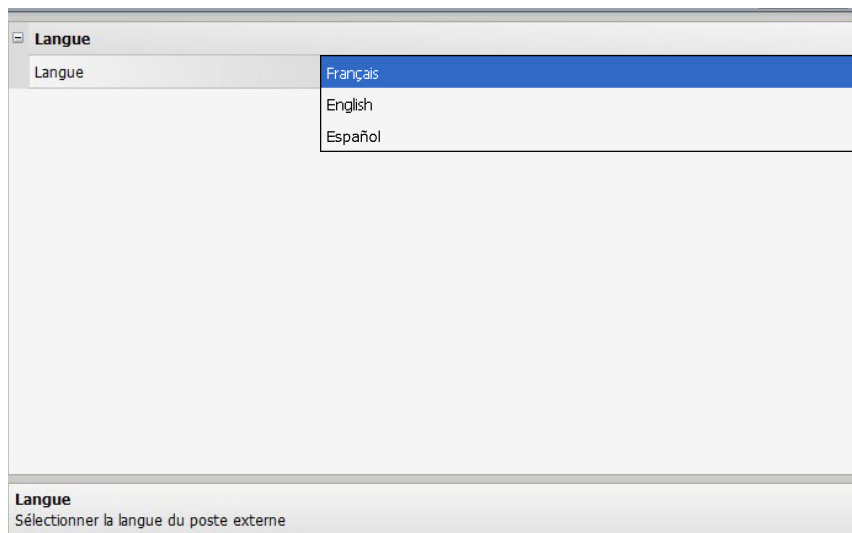 Langue
Langue Français
English
Español
Langue
Sélectionner la langue du poste externe